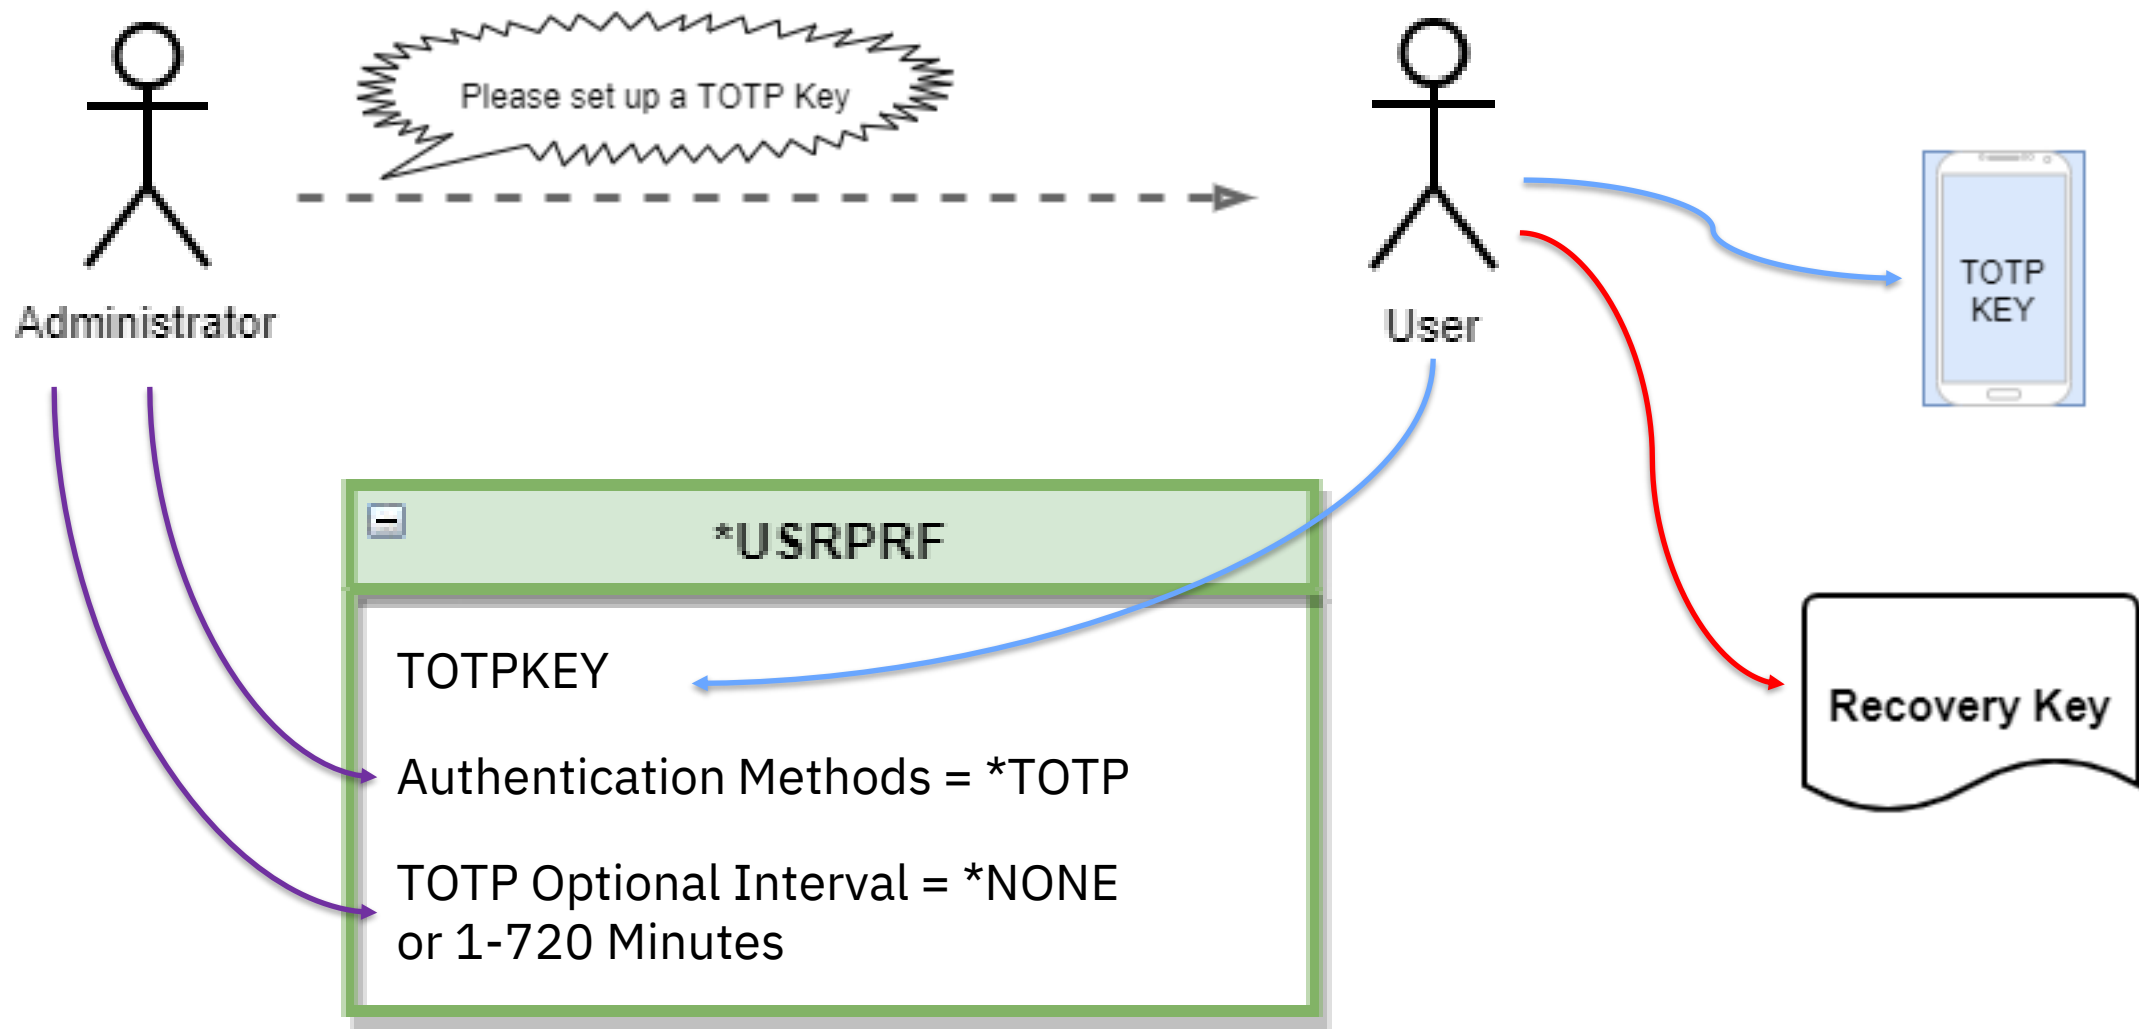 Please set up a TOTP Key
Administrator
User
TOTP
KEY
*USRPRF
TOTPKEY
Authentication Methods = *TOTP
TOTP Optional Interval = *NONE
or 1-720 Minutes
Recovery Key